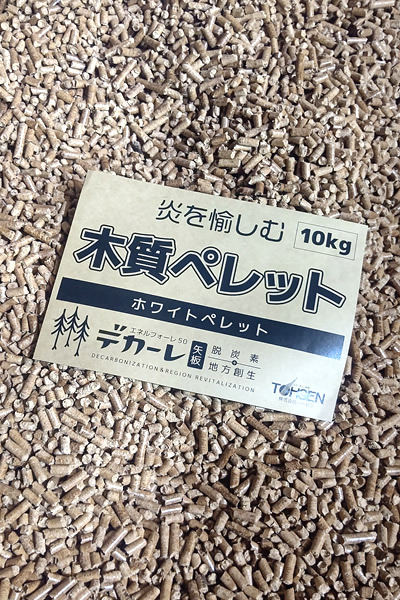 炎を愉しむ
10kg
木質ペレット
ホワイトペレット
エネルフォーレ50
デカーレ
矢板
脱炭素
+
地方創生
DECARBONIZATION&REGION REVITALIZATION
TOPSEN